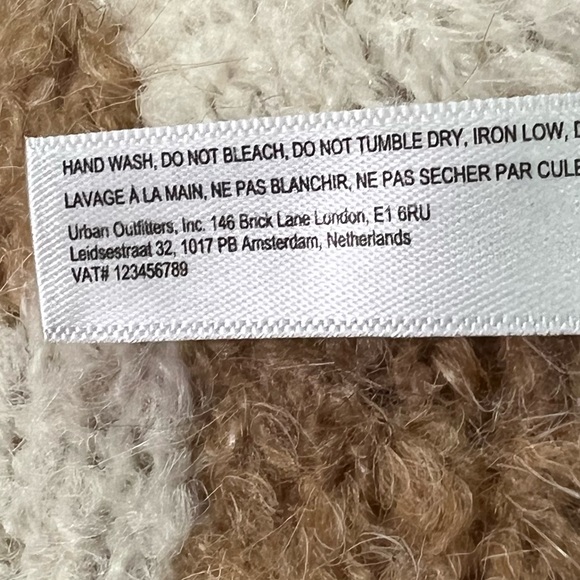 HAND WASH, DO NOT BLEACH, DO NOT TUMBLE DRY, IRON LOW,
LAVAGE À LA MAIN, NE PAS BLANCHIR, NE PAS SECHER PAR CULE
Urban Outfitters, Inc. 146 Brick Lane London, E1 6RU
Leidsestraat 32, 1017 PB Amsterdam, Netherlands
VAT# 123456789